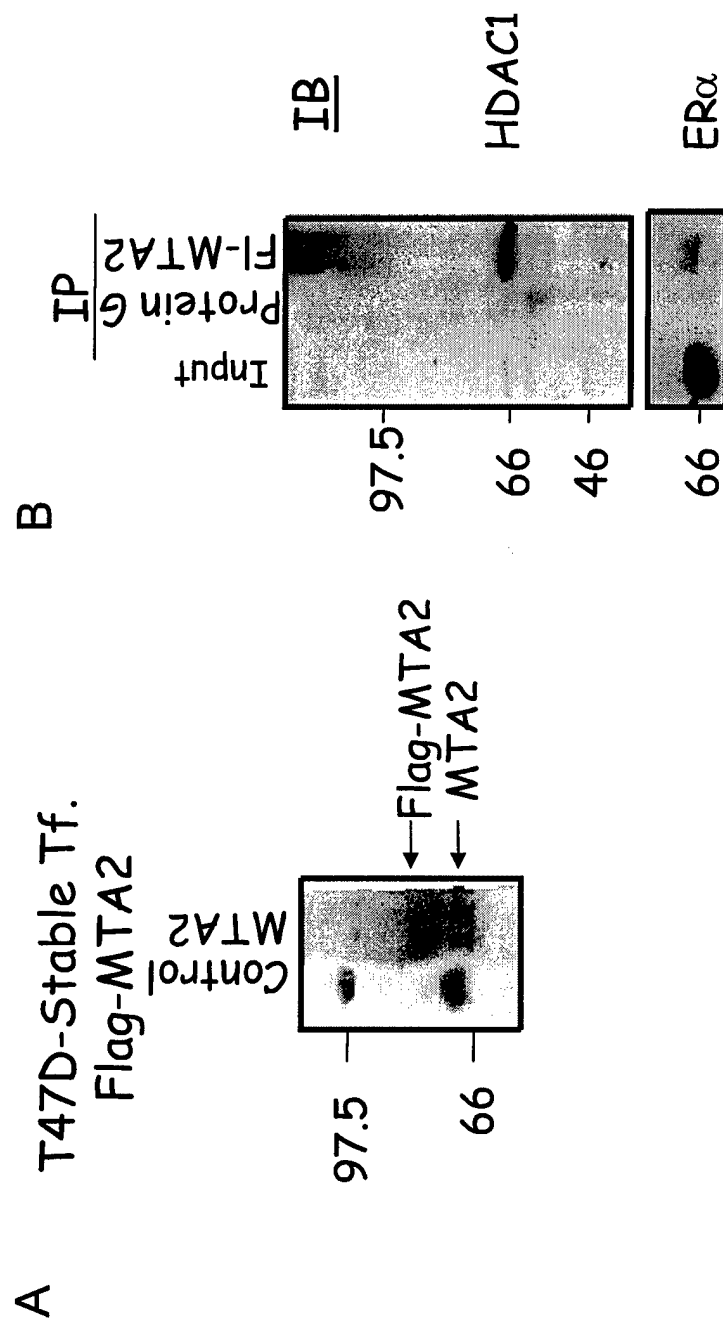 A
T47D-Stable Tf.
Flag-MTA2
Control
MTA2
97.5
66
Flag-MTA2
MTA2
B
IP
Input
Protein G
Fl-MTA2
IB
97.5
66
46
HDAC1
66
ERα